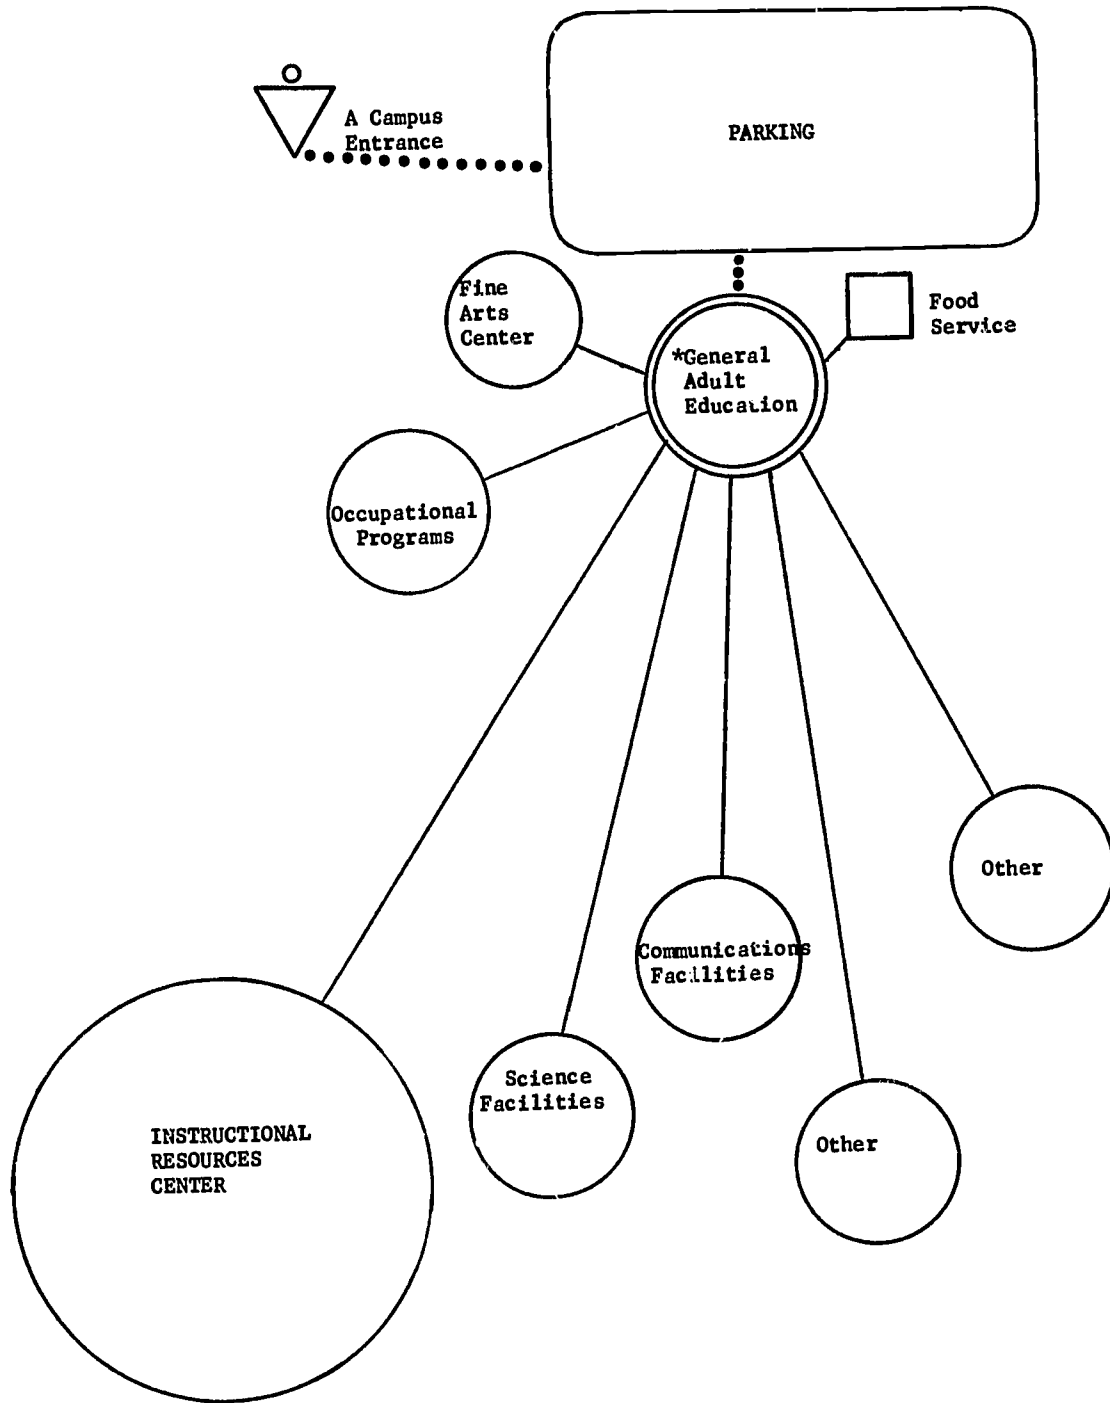 A Campus
Entrance
PARKING
Fine
Arts
Center
Food
Service
*General
Adult
Education
Occupational
Programs
Other
Communications
Facilities
Science
Facilities
INSTRUCTIONAL
RESOURCES
CENTER
Other